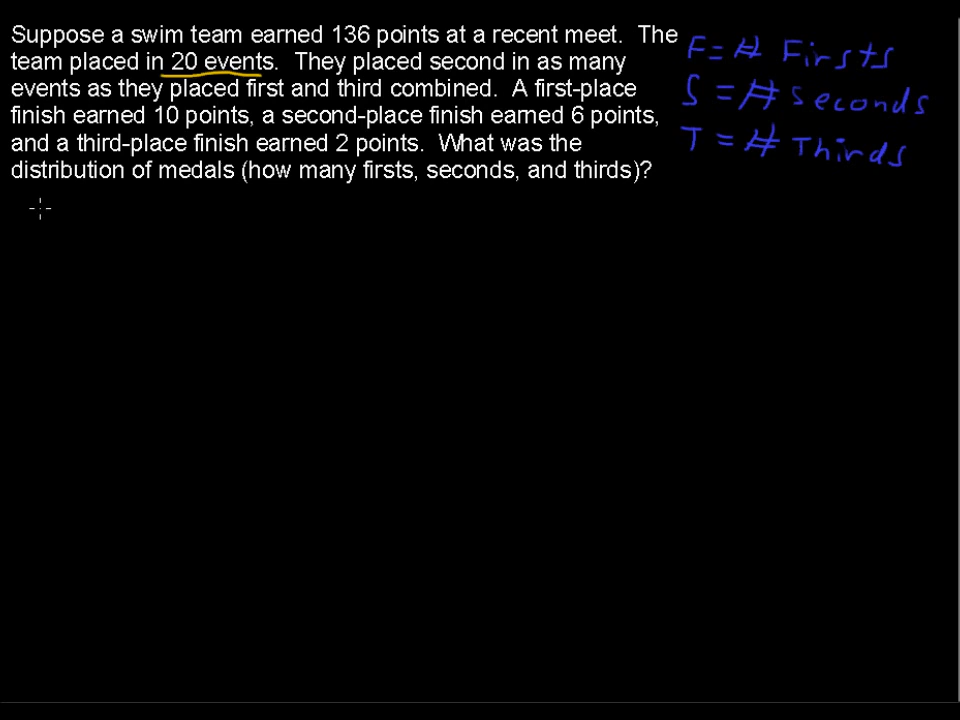 Suppose a swim team earned 136 points at a recent meet. The
team placed in 20 events. They placed second in as many
events as they placed first and third combined. A first-place
finish earned 10 points, a second-place finish earned 6 points,
and a third-place finish earned 2 points. What was the
distribution of medals (how many firsts, seconds, and thirds)?
F = # Firsts
S = # Seconds
T = # Thirds